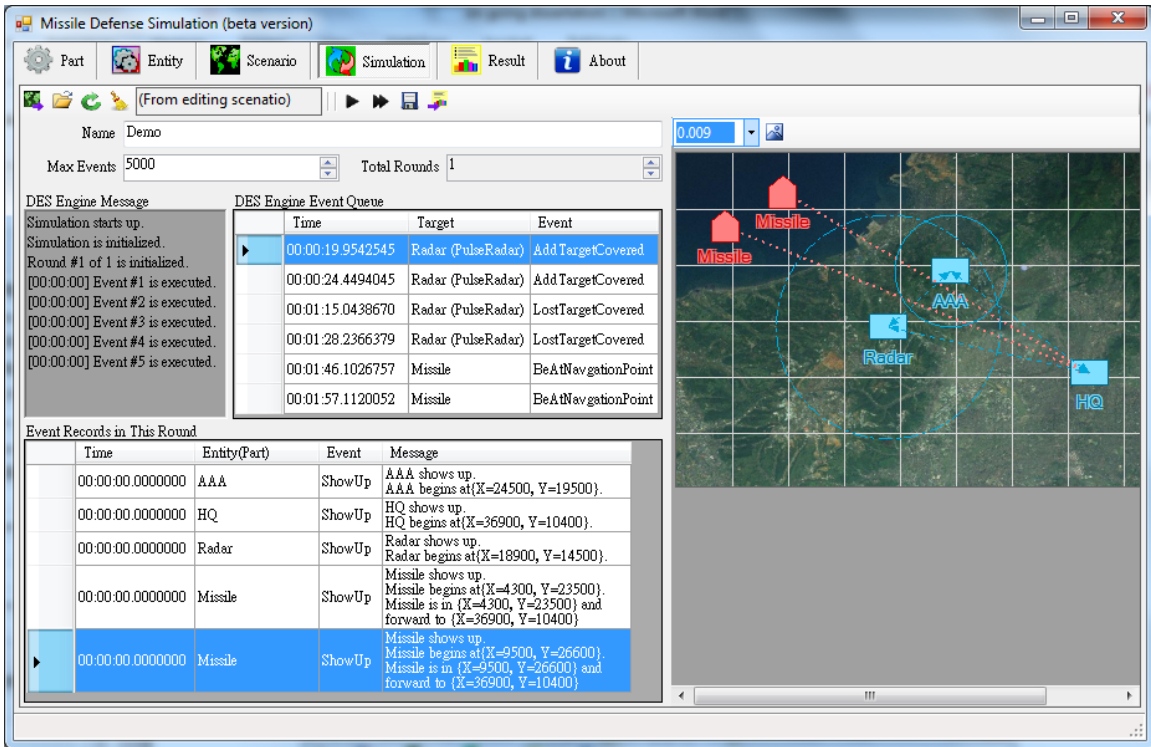 Missile Defense Simulation (beta version)
Part Entity Scenario Simulation Result About
(From editing scenatio)
Name Demo
0.009
Max Events 5000 Total Rounds 1
DES Engine Message
Simulation starts up.
Simulation is initialized.
Round #1 of 1 is initialized.
[00:00:00] Event #1 is executed.
[00:00:00] Event #2 is executed.
[00:00:00] Event #3 is executed.
[00:00:00] Event #4 is executed.
[00:00:00] Event #5 is executed.
DES Engine Event Queue
Time Target Event
00:00:19.9542545 Radar (PulseRadar) AddTargetCovered
00:00:24.4494045 Radar (PulseRadar) AddTargetCovered
00:01:15.0438670 Radar (PulseRadar) LostTargetCovered
00:01:28.2366379 Radar (PulseRadar) LostTargetCovered
00:01:46.1026757 Missile BeAtNavgationPoint
00:01:57.1120052 Missile BeAtNavgationPoint
Missile
Missile
AAA
Radar
HQ
Event Records in This Round
Time Entity(Part) Event Message
00:00:00.0000000 AAA ShowUp AAA shows up.
AAA begins at{X=24500, Y=19500}.
00:00:00.0000000 HQ ShowUp HQ shows up.
HQ begins at{X=36900, Y=10400}.
00:00:00.0000000 Radar ShowUp Radar shows up.
Radar begins at{X=18900, Y=14500}.
00:00:00.0000000 Missile ShowUp Missile shows up.
Missile begins at{X=4300, Y=23500}.
Missile is in {X=4300, Y=23500} and
forward to {X=36900, Y=10400}
00:00:00.0000000 Missile ShowUp Missile shows up.
Missile begins at{X=9500, Y=26600}.
Missile is in {X=9500, Y=26600} and
forward to {X=36900, Y=10400}